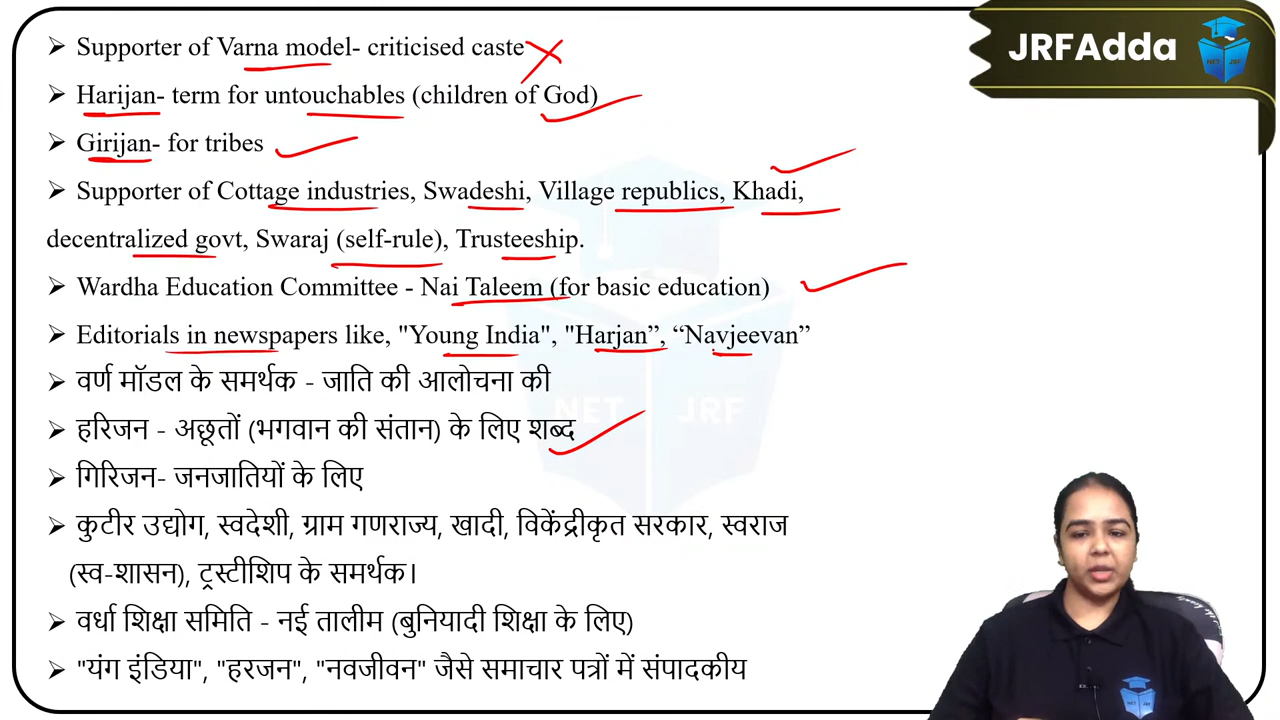 JRFAdda
NET JRF
➢ Supporter of Varna model- criticised caste
➢ Harijan- term for untouchables (children of God)
➢ Girijan- for tribes
➢ Supporter of Cottage industries, Swadeshi, Village republics, Khadi,
decentralized govt, Swaraj (self-rule), Trusteeship.
➢ Wardha Education Committee - Nai Taleem (for basic education)
➢ Editorials in newspapers like, "Young India", "Harjan”, “Navjeevan”
➢ वर्ण मॉडल के समर्थक - जाति की आलोचना की
➢ हरिजन - अछूतों (भगवान की संतान) के लिए शब्द
➢ गिरिजन- जनजातियों के लिए
➢ कुटीर उद्योग, स्वदेशी, ग्राम गणराज्य, खादी, विकेंद्रीकृत सरकार, स्वराज
(स्व-शासन), ट्रस्टीशिप के समर्थक।
➢ वर्धा शिक्षा समिति - नई तालीम (बुनियादी शिक्षा के लिए)
➢ "यंग इंडिया", "हरजन", "नवजीवन" जैसे समाचार पत्रों में संपादकीय
NET JRF